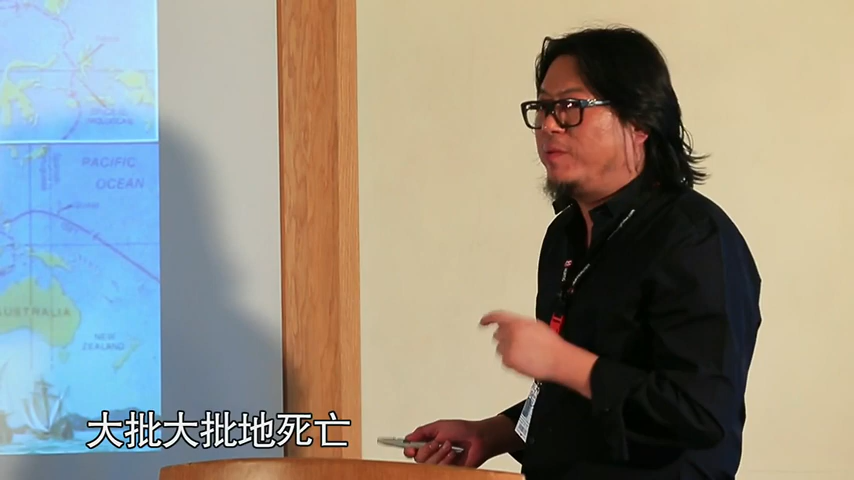 PACIFIC
OCEAN
AUSTRALIA
NEW
ZEALAND
大批大批地死亡